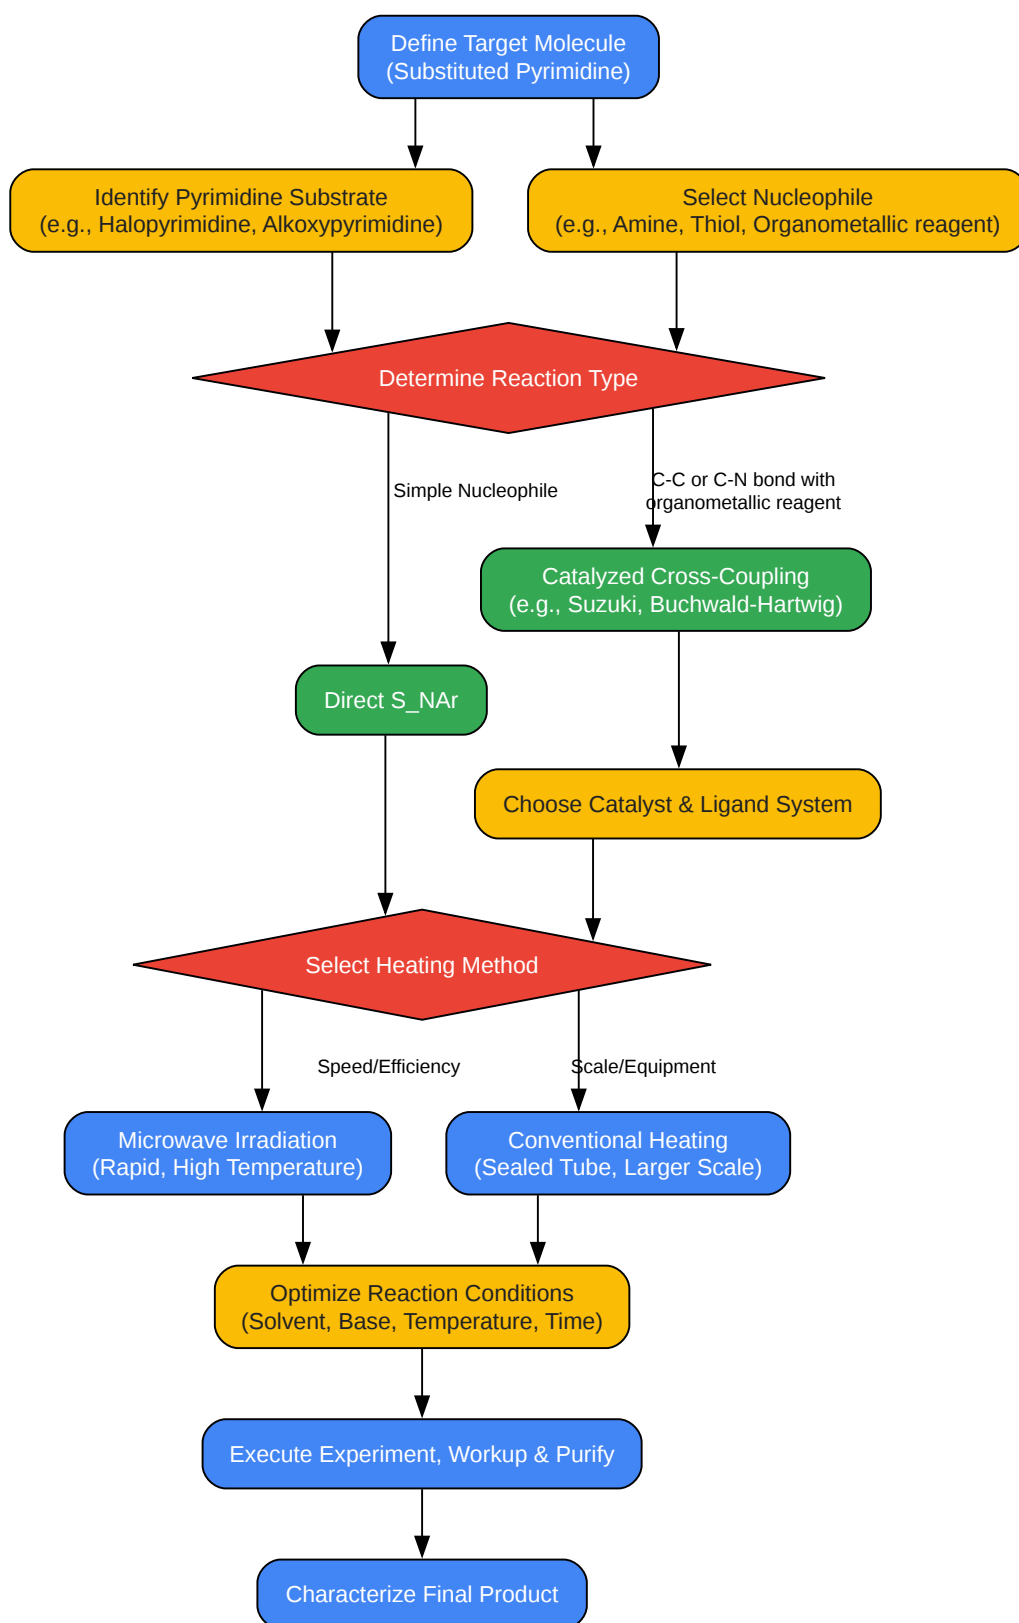 Define Target Molecule
(Substituted Pyrimidine)
Identify Pyrimidine Substrate
(e.g., Halopyrimidine, Alkoxypyrimidine)
Select Nucleophile
(e.g., Amine, Thiol, Organometallic reagent)
Determine Reaction Type
Simple Nucleophile
C-C or C-N bond with
organometallic reagent
Catalyzed Cross-Coupling
(e.g., Suzuki, Buchwald-Hartwig)
Direct S_NAr
Choose Catalyst & Ligand System
Select Heating Method
Speed/Efficiency
Scale/Equipment
Microwave Irradiation
(Rapid, High Temperature)
Conventional Heating
(Sealed Tube, Larger Scale)
Optimize Reaction Conditions
(Solvent, Base, Temperature, Time)
Execute Experiment, Workup & Purify
Characterize Final Product